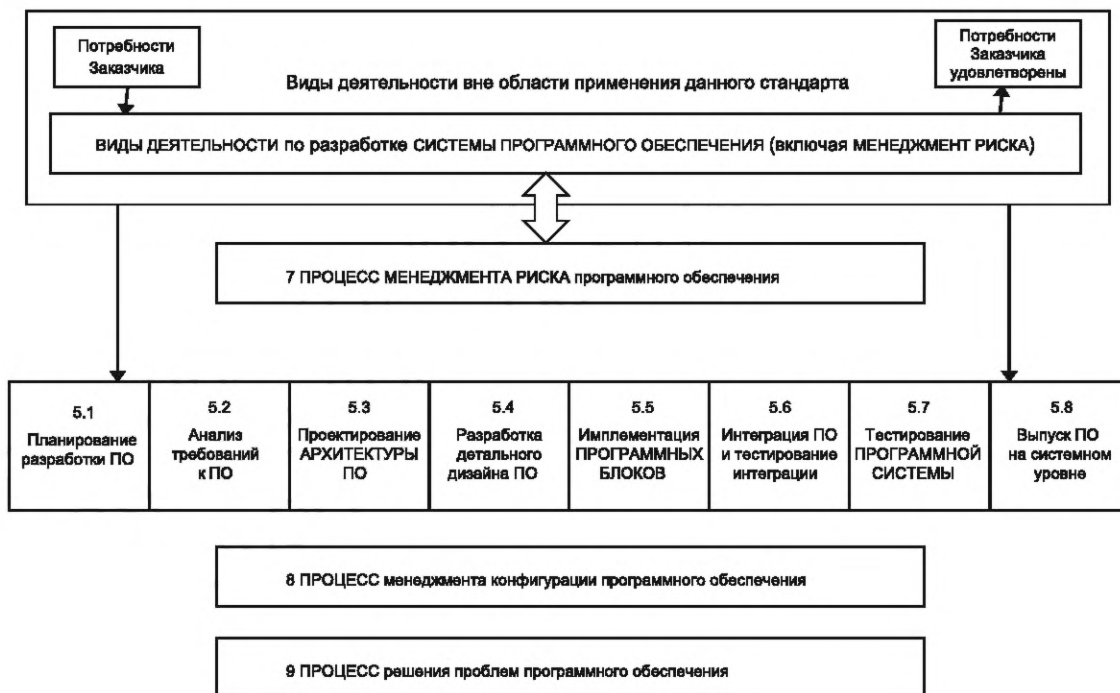 Потребности
Заказчика
Потребности
Заказчика
удовлетворены
Виды деятельности вне области применения данного стандарта
ВИДЫ ДЕЯТЕЛЬНОСТИ по разработке СИСТЕМЫ ПРОГРАММНОГО ОБЕСПЕЧЕНИЯ (включая МЕНЕДЖМЕНТ РИСКА)
7 ПРОЦЕСС МЕНЕДЖМЕНТА РИСКА программного обеспечения
5.1
Планирование
разработки ПО
5.2
Анализ
требований
к ПО
5.3
Проектирование
АРХИТЕКТУРЫ
ПО
5.4
Разработка
детального
дизайна ПО
5.5
Имплементация
ПРОГРАММНЫХ
БЛОКОВ
5.6
Интеграция ПО
и тестирование
интеграции
5.7
Тестирование
ПРОГРАММНОЙ
СИСТЕМЫ
5.8
Выпуск ПО
на системном
уровне
8 ПРОЦЕСС менеджмента конфигурации программного обеспечения
9 ПРОЦЕСС решения проблем программного обеспечения